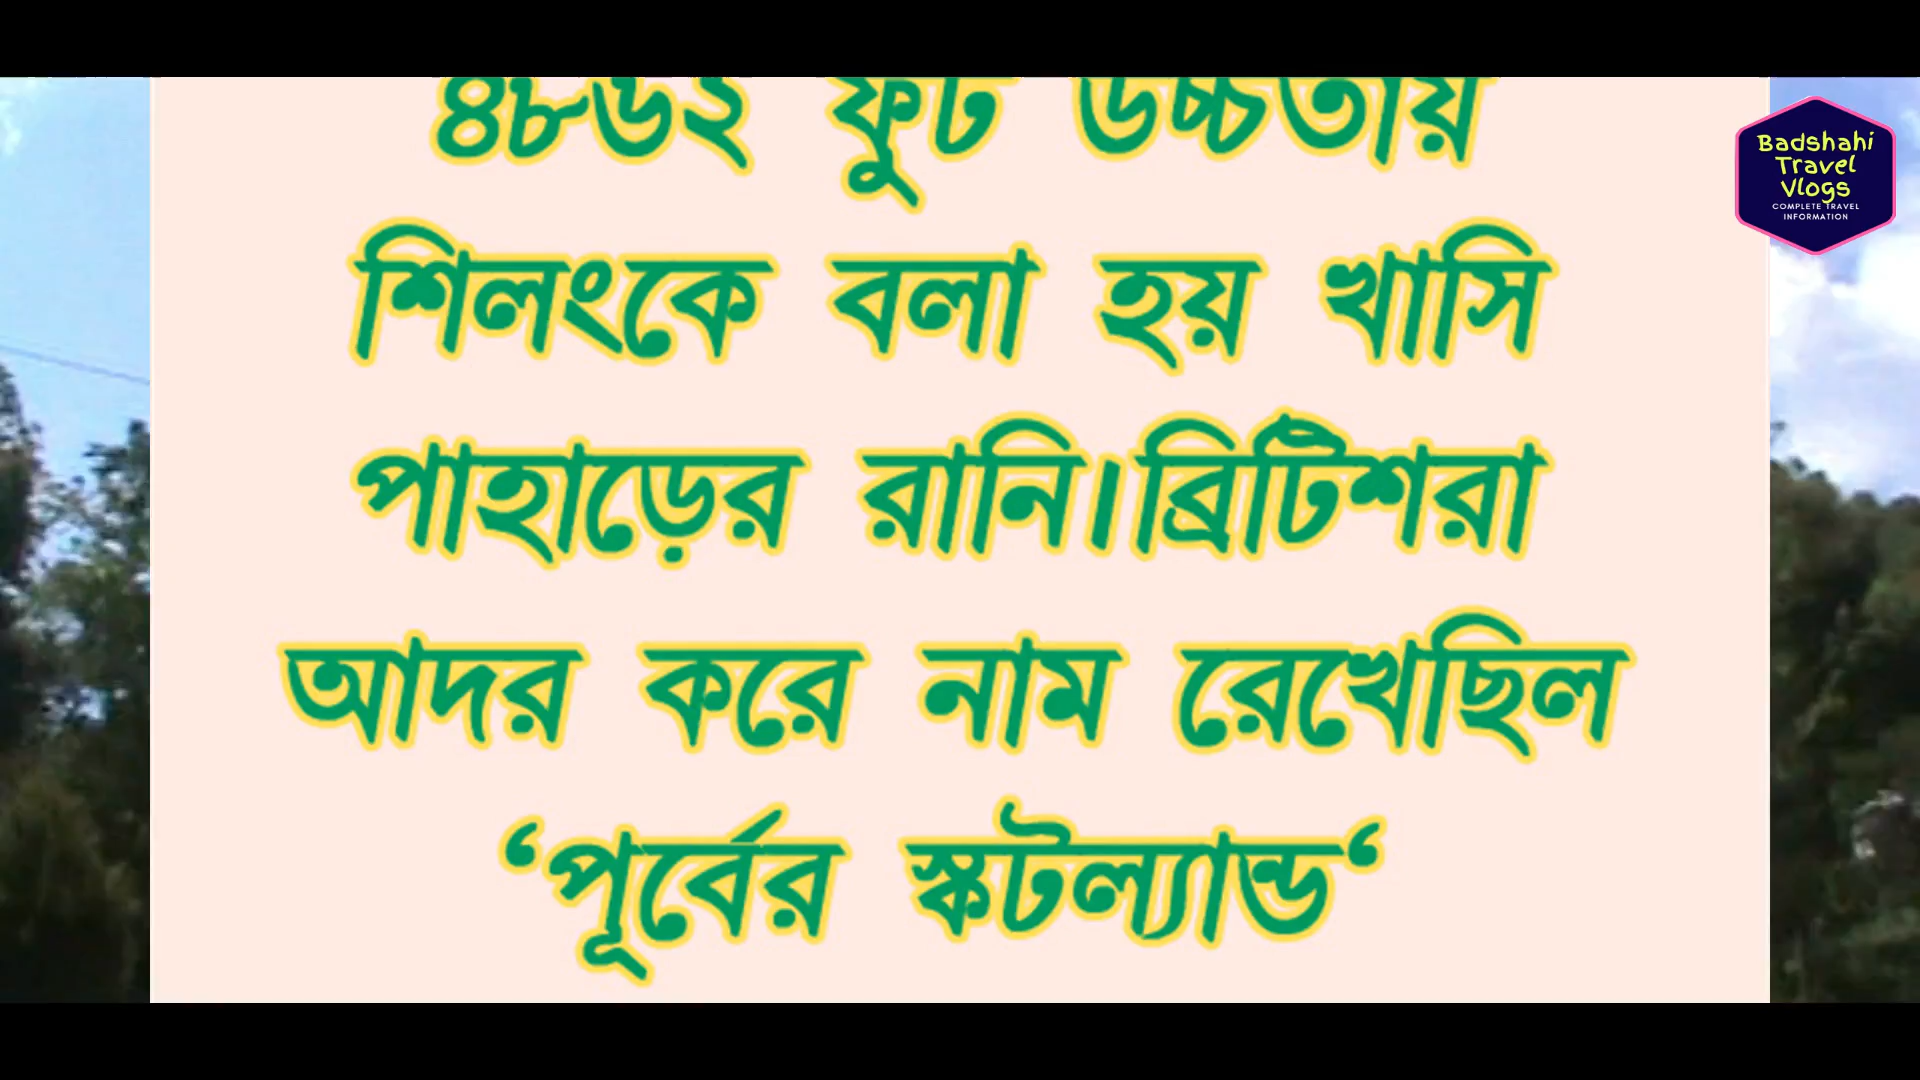 ৪৮৬২ ফুট উচ্চতায়
শিলংকে বলা হয় খাসি
পাহাড়ের রানি।ব্রিটিশরা
আদর করে নাম রেখেছিল
‘পূর্বের স্কটল্যান্ড‘
Badshahi
Travel
Vlogs
COMPLETE TRAVEL
INFORMATION